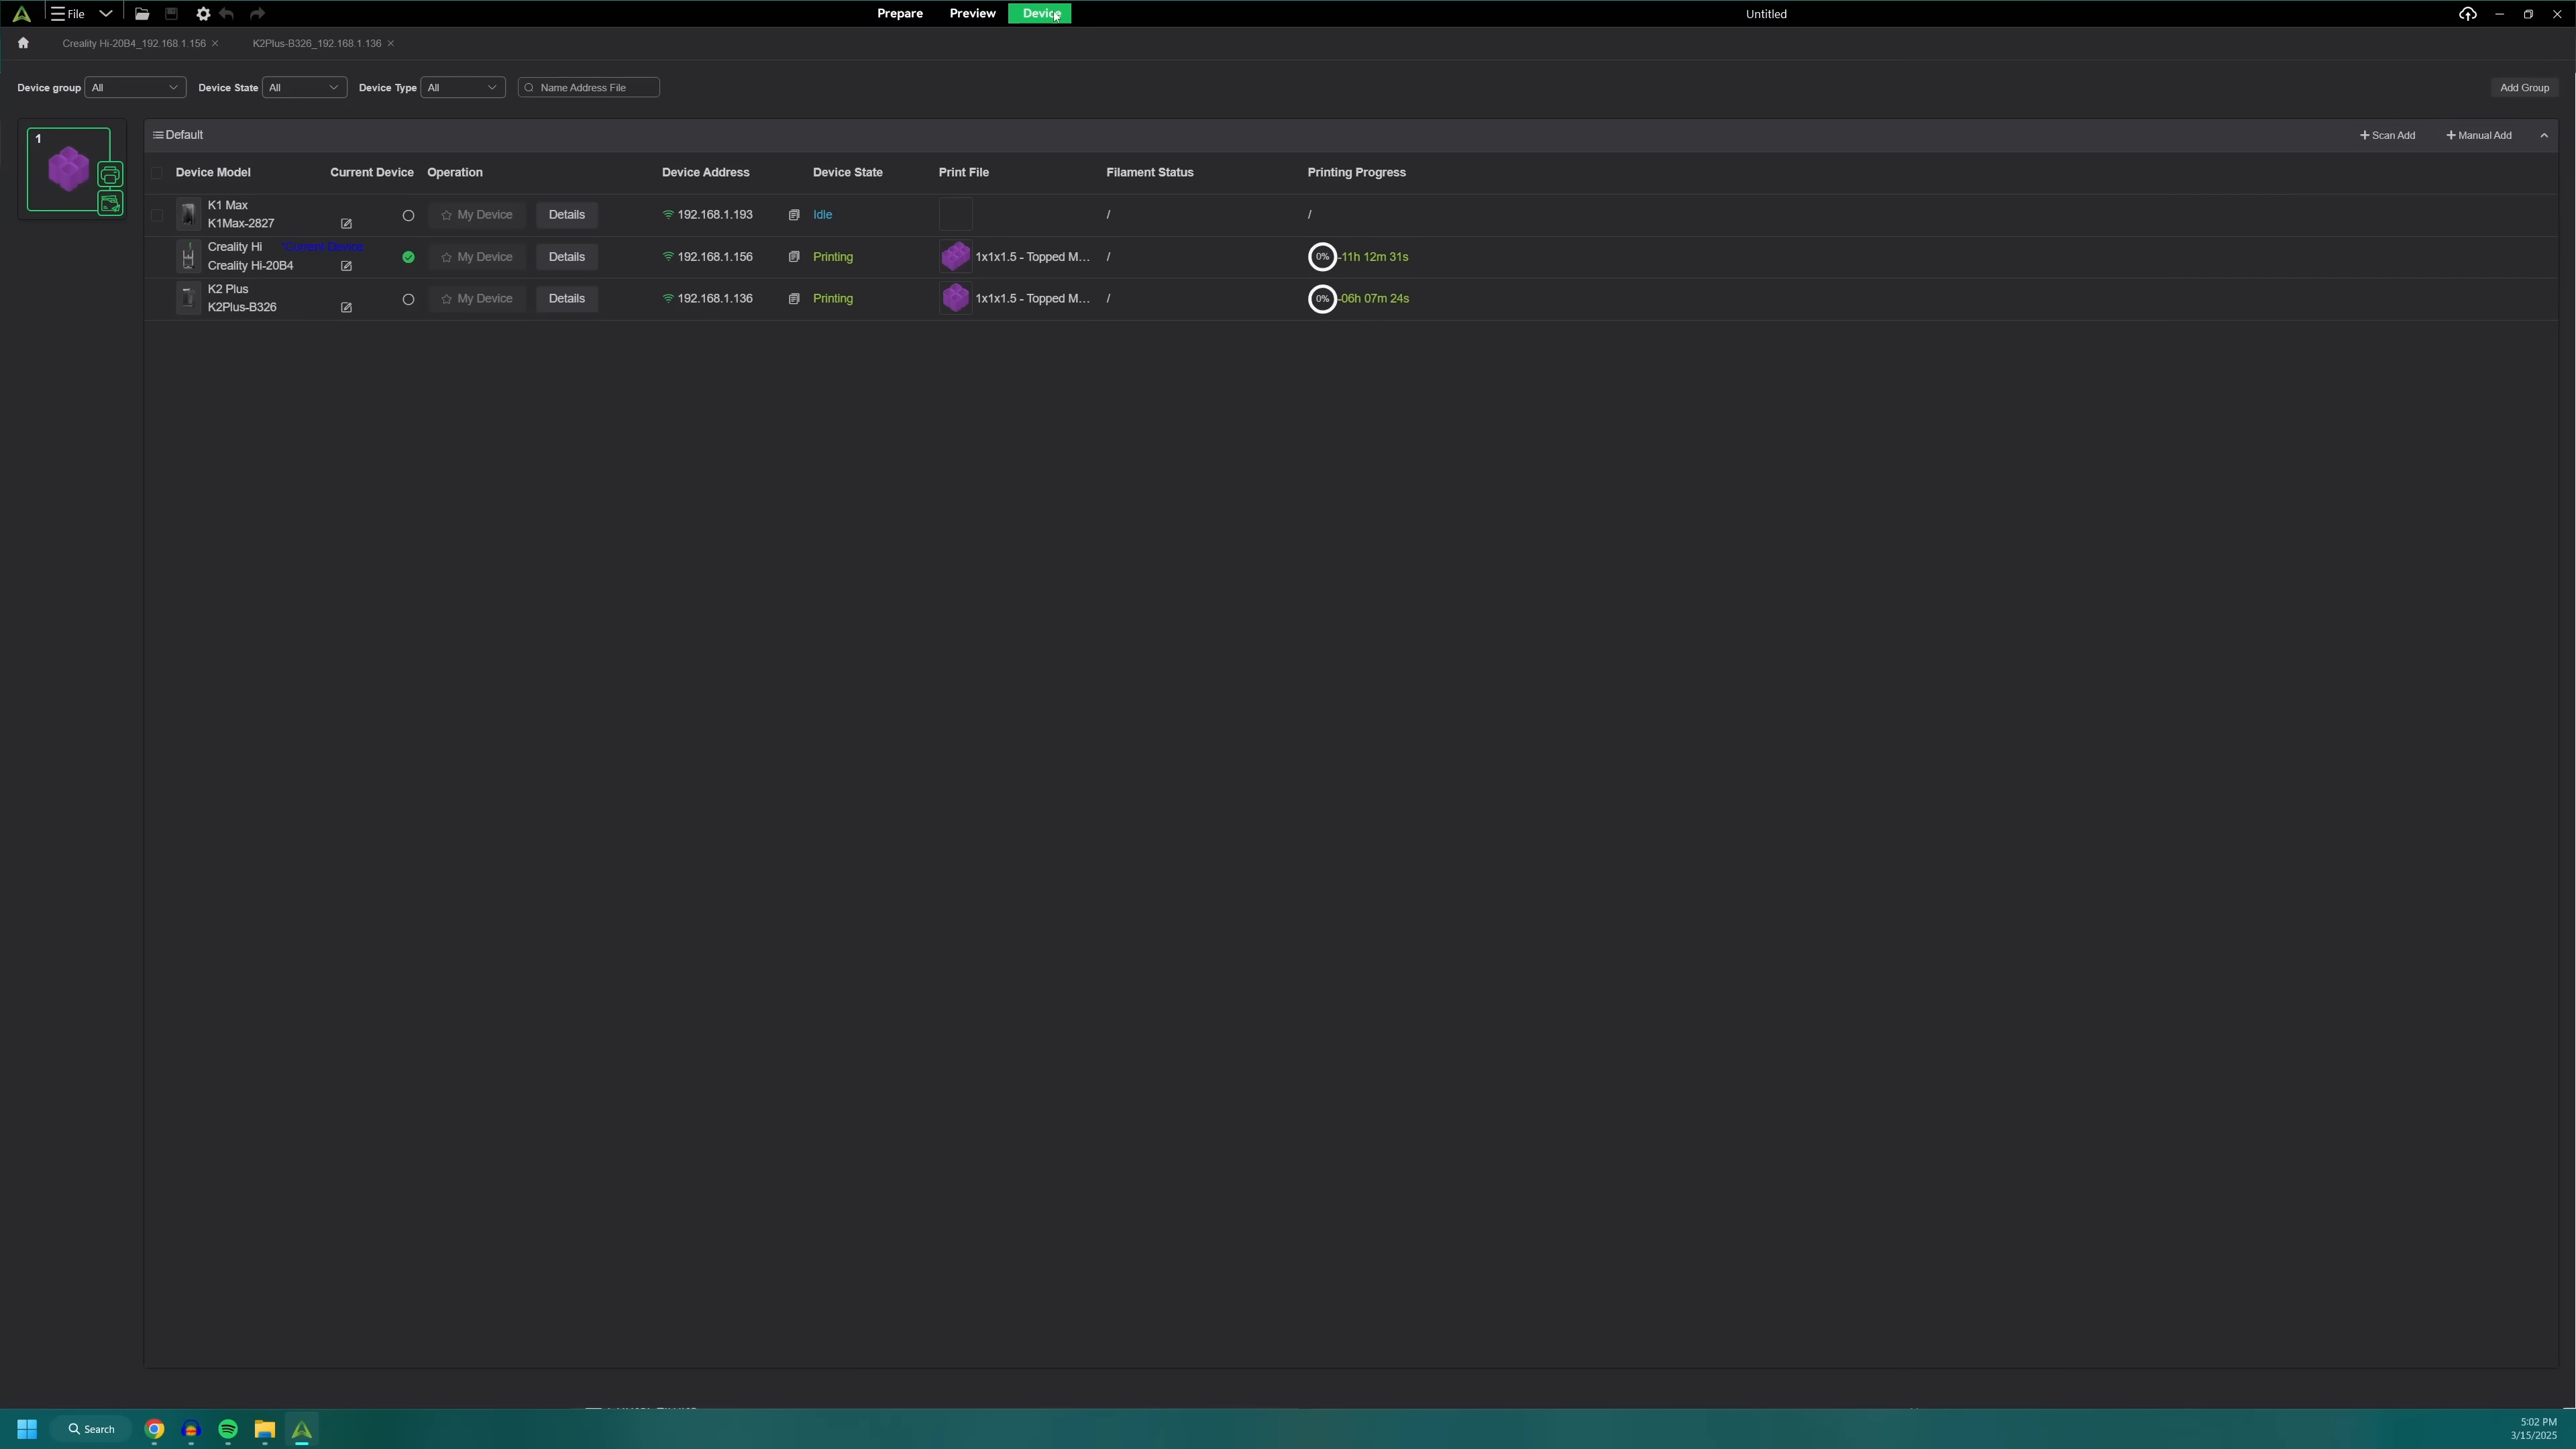 File Prepare Preview Device Untitled
Creality Hi-20B4_192.168.1.156 K2Plus-B326_192.168.1.136
Device group All Device State All Device Type All Name Address File Add Group
1
Default + Scan Add + Manual Add
Device Model Current Device Operation Device Address Device State Print File Filament Status Printing Progress
K1 Max
K1Max-2827 My Device Details 192.168.1.193 Idle / /
Creality Hi *Current Device
Creality Hi-20B4 My Device Details 192.168.1.156 Printing 1x1x1.5 - Topped M... / 0% -11h 12m 31s
K2 Plus
K2Plus-B326 My Device Details 192.168.1.136 Printing 1x1x1.5 - Topped M... / 0% -06h 07m 24s
Search
5:02 PM
3/15/2025